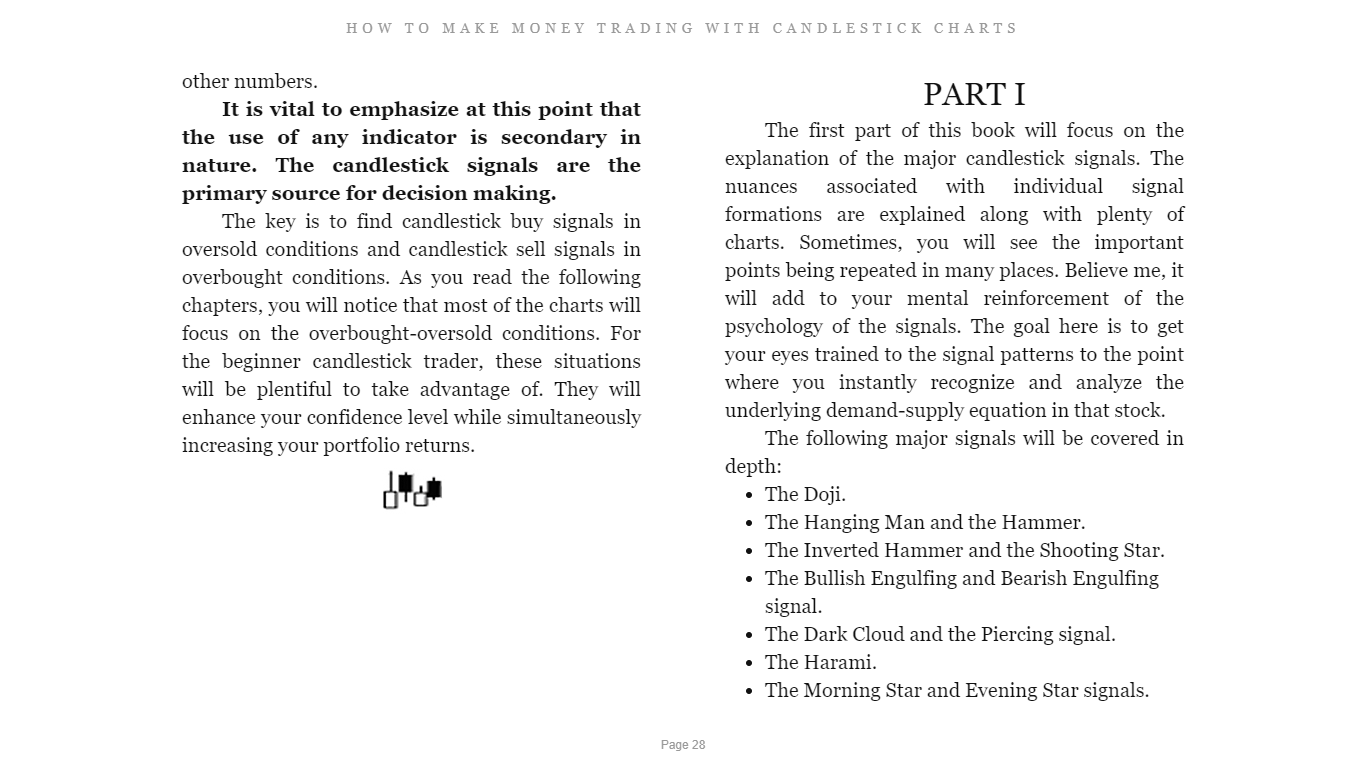 HOW TO MAKE MONEY TRADING WITH CANDLESTICK CHARTS
other numbers.
It is vital to emphasize at this point that
the use of any indicator is secondary in
nature. The candlestick signals are the
primary source for decision making.
The key is to find candlestick buy signals in
oversold conditions and candlestick sell signals in
overbought conditions. As you read the following
chapters, you will notice that most of the charts will
focus on the overbought-oversold conditions. For
the beginner candlestick trader, these situations
will be plentiful to take advantage of. They will
enhance your confidence level while simultaneously
increasing your portfolio returns.
PART I
The first part of this book will focus on the
explanation of the major candlestick signals. The
nuances associated with individual signal
formations are explained along with plenty of
charts. Sometimes, you will see the important
points being repeated in many places. Believe me, it
will add to your mental reinforcement of the
psychology of the signals. The goal here is to get
your eyes trained to the signal patterns to the point
where you instantly recognize and analyze the
underlying demand-supply equation in that stock.
The following major signals will be covered in
depth:
• The Doji.
• The Hanging Man and the Hammer.
• The Inverted Hammer and the Shooting Star.
• The Bullish Engulfing and Bearish Engulfing
signal.
• The Dark Cloud and the Piercing signal.
• The Harami.
• The Morning Star and Evening Star signals.
Page 28